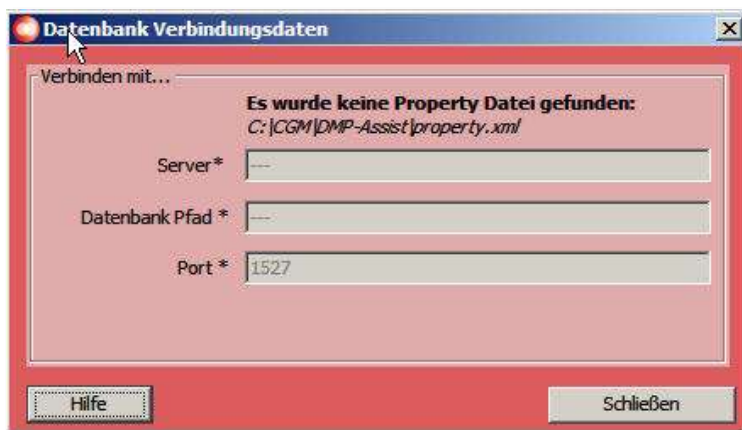 Datenbank Verbindungsdaten
Verbinden mit...
Es wurde keine Property Datei gefunden:
C:\CGM\DMP-Assist\property.xml
Server* ---
Datenbank Pfad * ---
Port * 1527
Hilfe Schließen